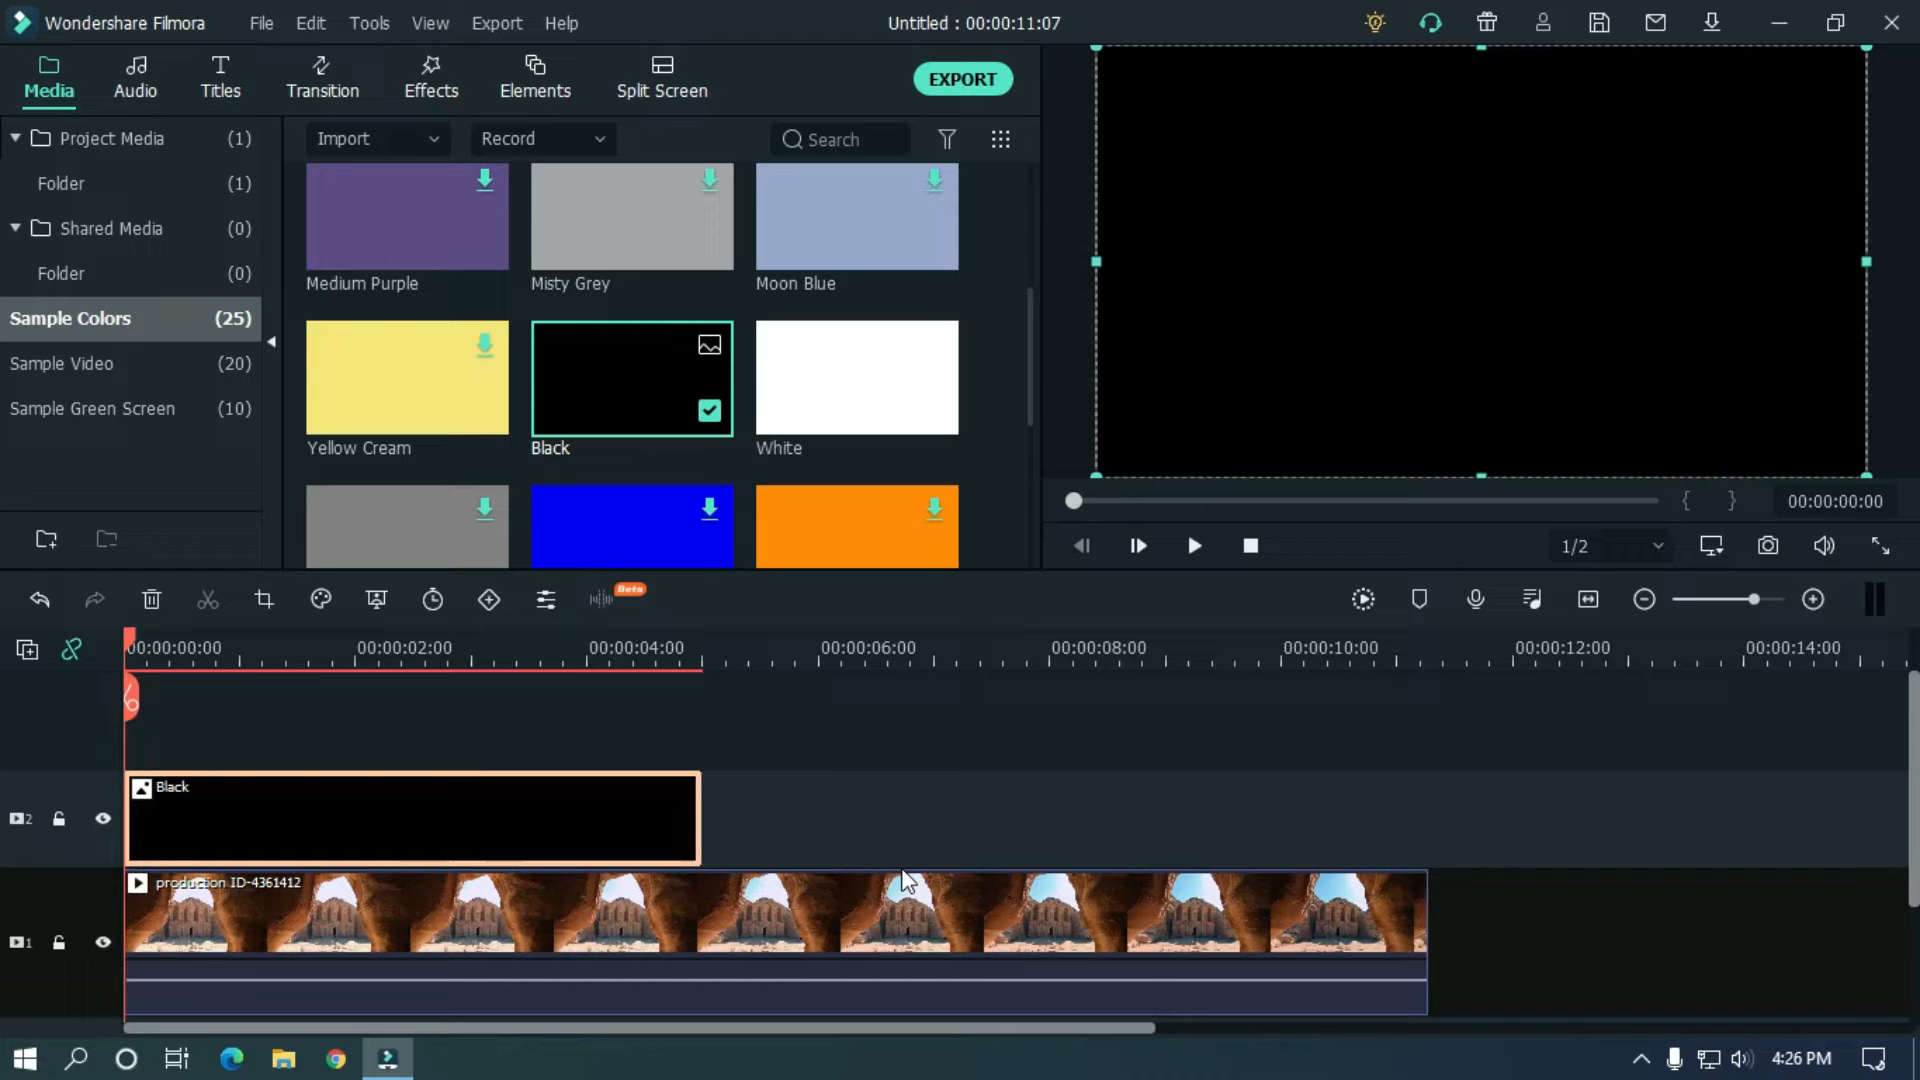 Wondershare Filmora File Edit Tools View Export Help Untitled : 00:00:11:07
Media Audio Titles Transition Effects Elements Split Screen EXPORT
Project Media (1)
Folder (1)
Shared Media (0)
Folder (0)
Sample Colors (25)
Sample Video (20)
Sample Green Screen (10)
Import Record Search
Medium Purple Misty Grey Moon Blue
Yellow Cream Black White
{ } 00:00:00:00
1/2
Beta
00:00:00:00 00:00:02:00 00:00:04:00 00:00:06:00 00:00:08:00 00:00:10:00 00:00:12:00 00:00:14:00
Black
2
production ID-4361412
1
4:26 PM